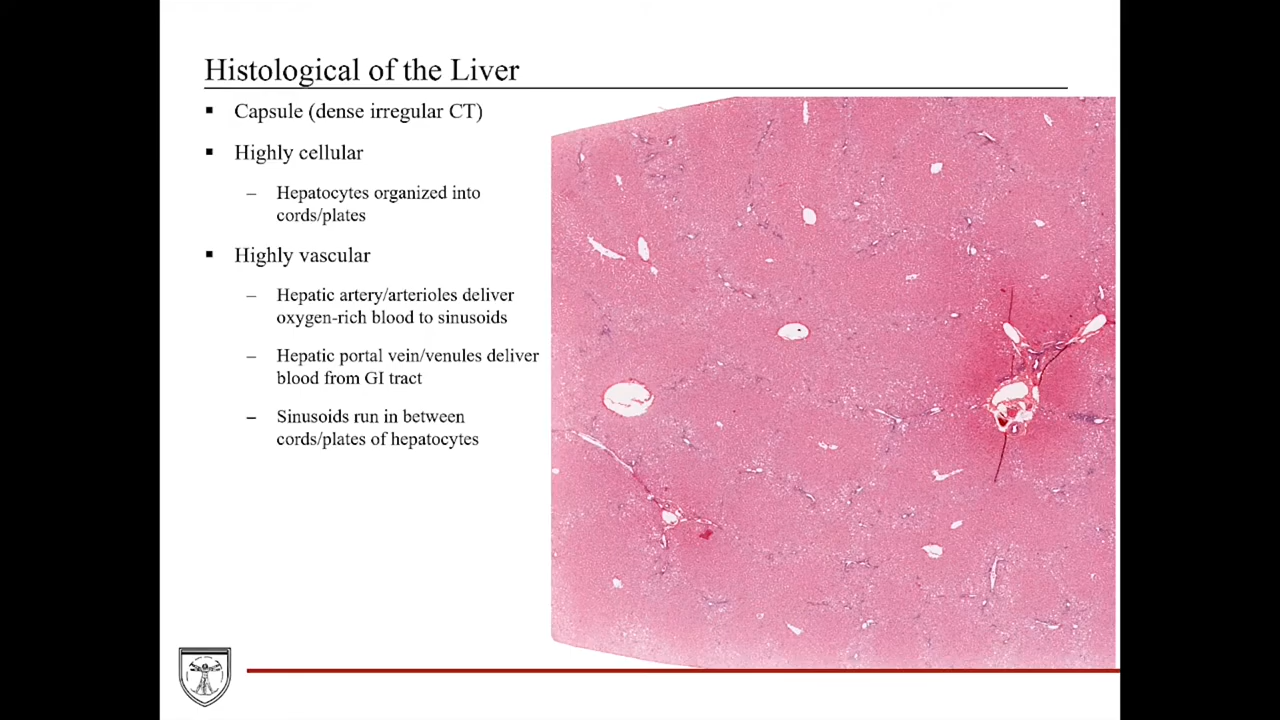 Histological of the Liver
▪ Capsule (dense irregular CT)
▪ Highly cellular
– Hepatocytes organized into
cords/plates
▪ Highly vascular
– Hepatic artery/arterioles deliver
oxygen-rich blood to sinusoids
– Hepatic portal vein/venules deliver
blood from GI tract
– Sinusoids run in between
cords/plates of hepatocytes